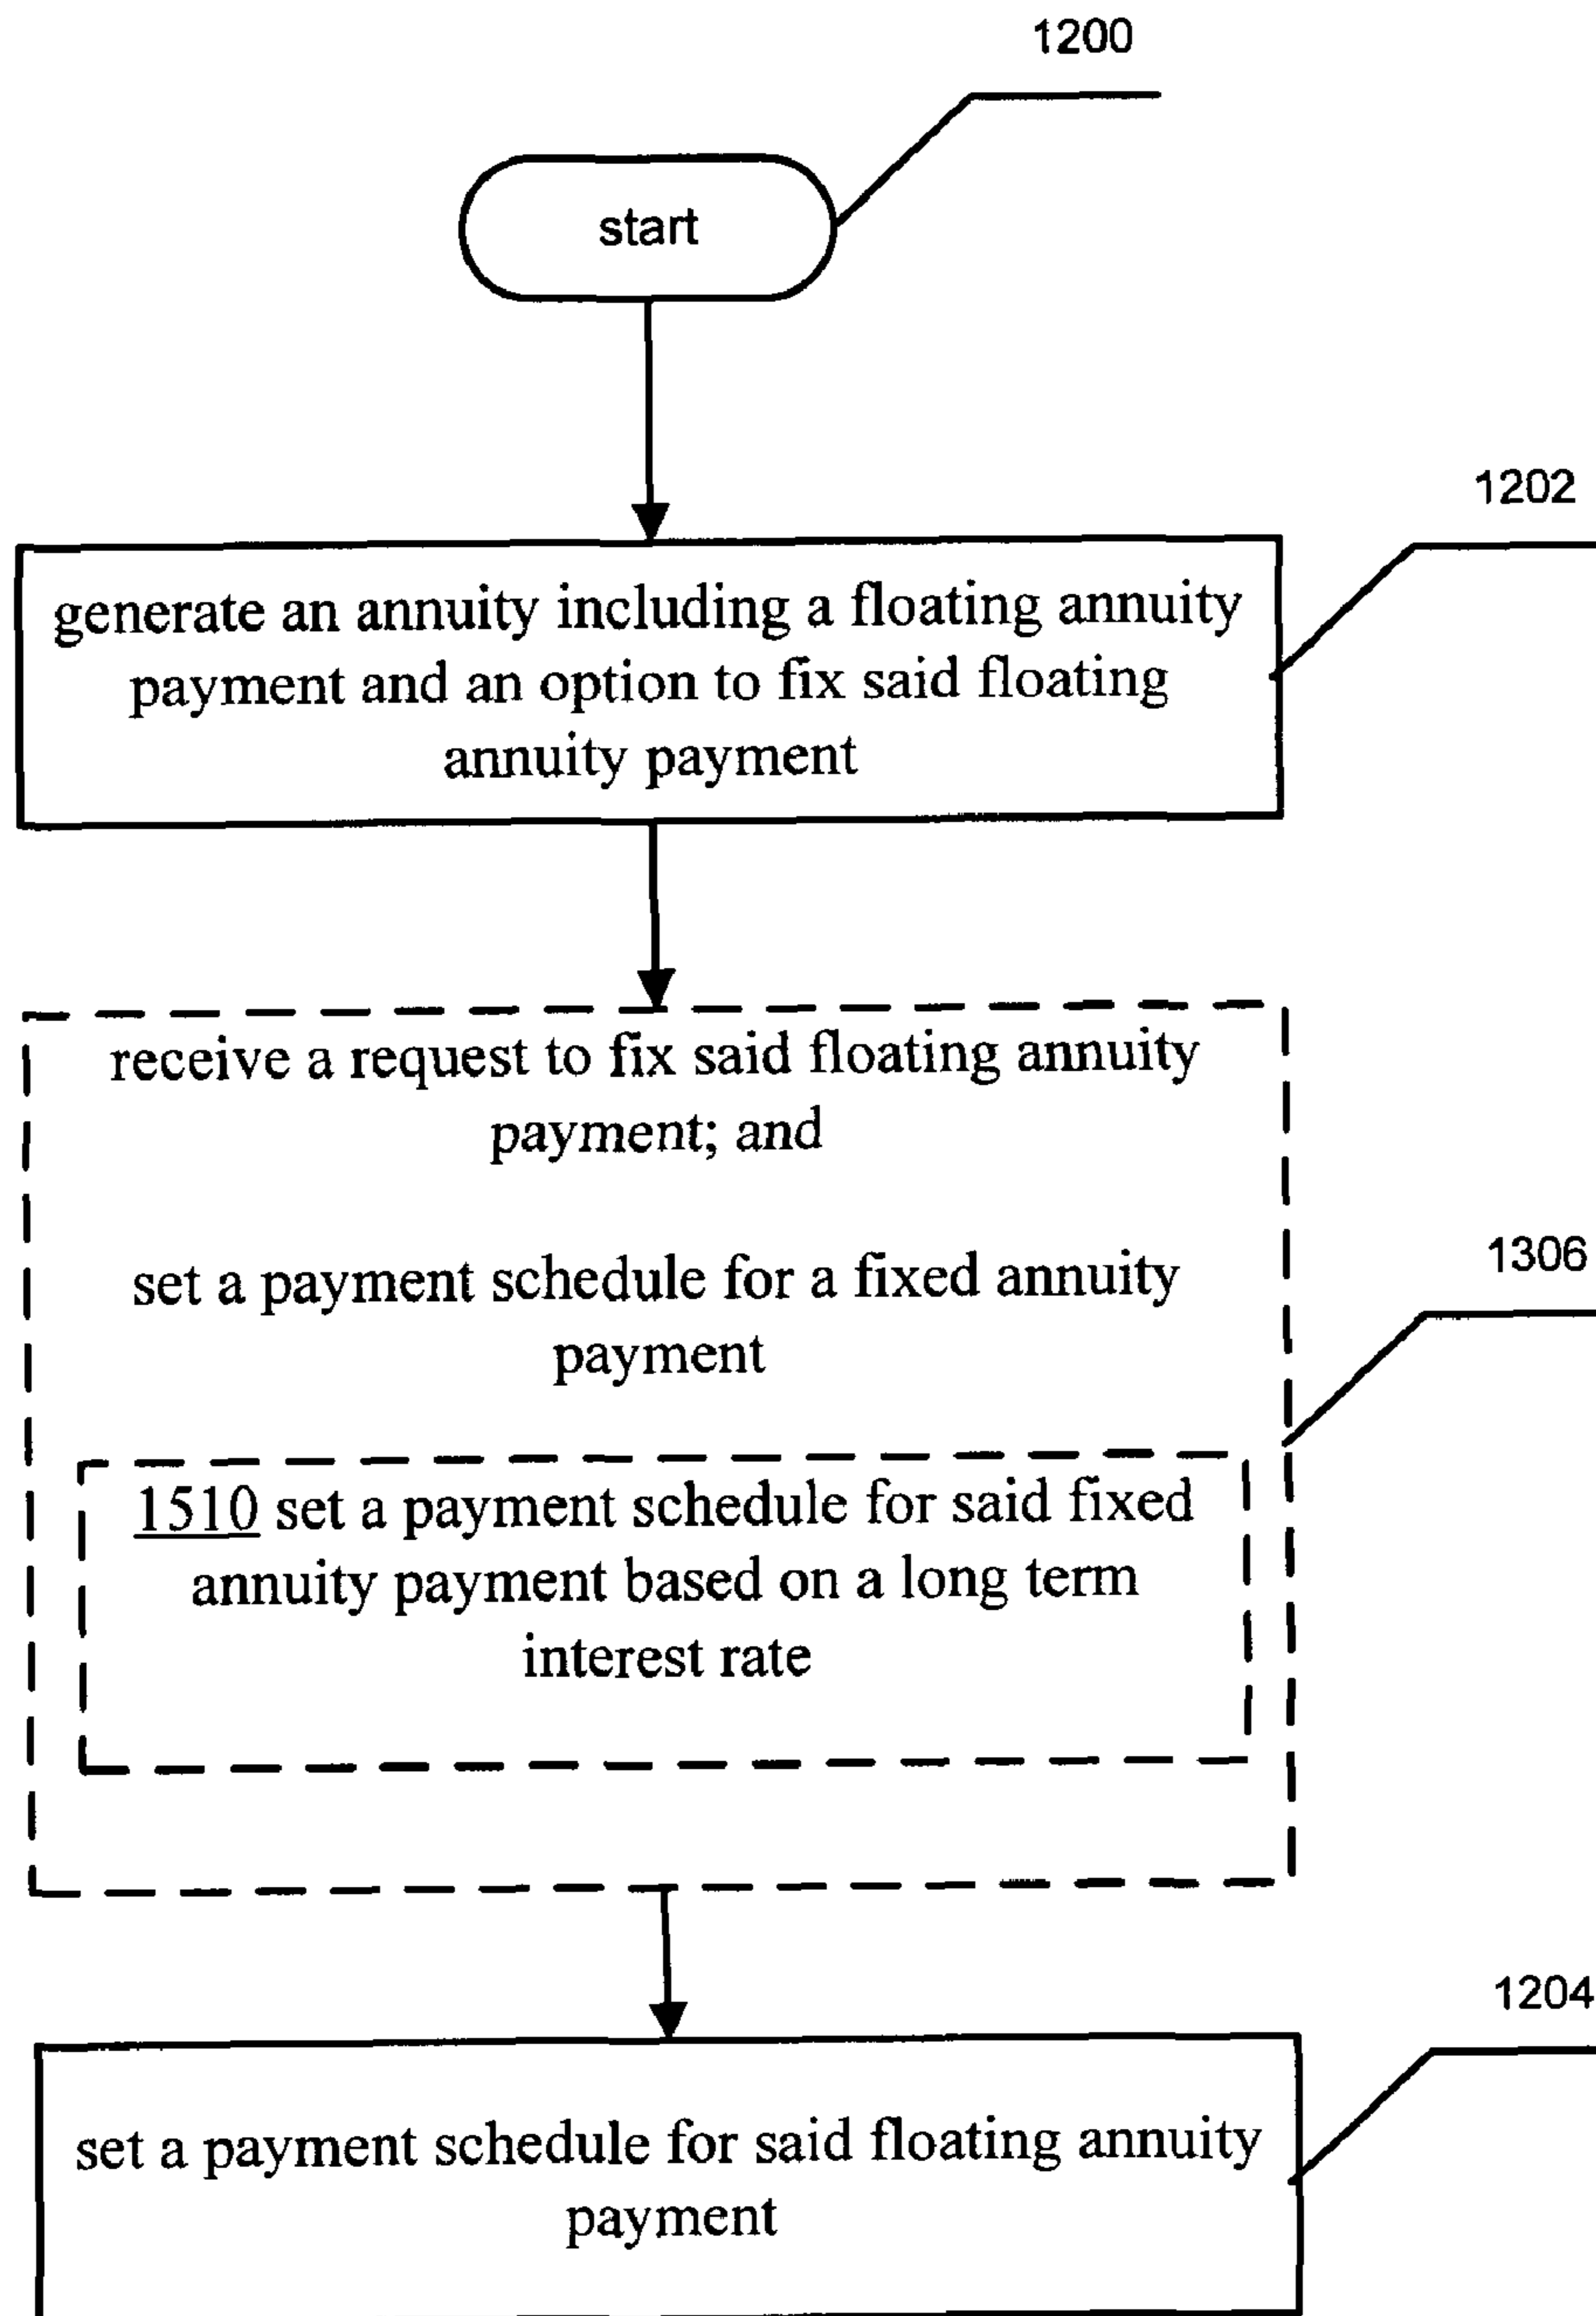 1200
start
1202
generate an annuity including a floating annuity
payment and an option to fix said floating
annuity payment
receive a request to fix said floating annuity
payment; and
set a payment schedule for a fixed annuity
payment
1306
1510 set a payment schedule for said fixed
annuity payment based on a long term
interest rate
1204
set a payment schedule for said floating annuity
payment